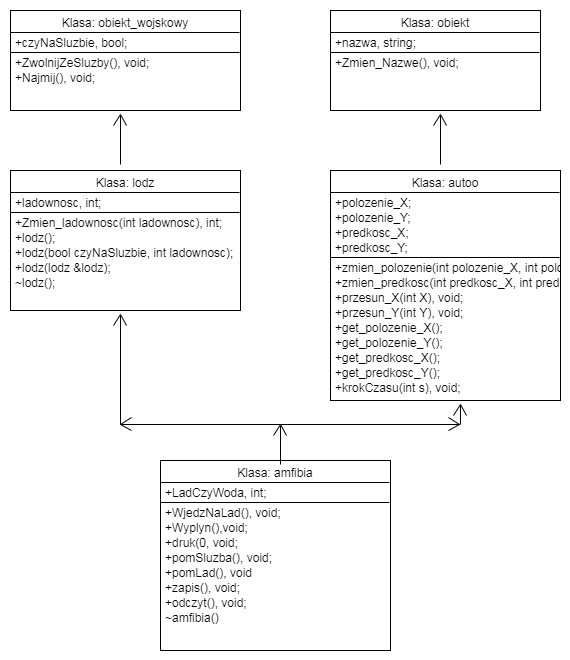 Klasa: obiekt_wojskowy
+czyNaSluzbie, bool;
+ZwolnijZeSluzby(), void;
+Najmij(), void;
Klasa: obiekt
+nazwa, string;
+Zmien_Nazwe(), void;
Klasa: lodz
+ladownosc, int;
+Zmien_ladownosc(int ladownosc), int;
+lodz();
+lodz(bool czyNaSluzbie, int ladownosc);
+lodz(lodz &lodz);
~lodz();
Klasa: autoo
+polozenie_X;
+polozenie_Y;
+predkosc_X;
+predkosc_Y;
+zmien_polozenie(int polozenie_X, int poloz
+zmien_predkosc(int predkosc_X, int pred
+przesun_X(int X), void;
+przesun_Y(int Y), void;
+get_polozenie_X();
+get_polozenie_Y();
+get_predkosc_X();
+get_predkosc_Y();
+krokCzasu(int s), void;
Klasa: amfibia
+LadCzyWoda, int;
+WjedzNaLad(), void;
+Wyplyn(),void;
+druk(0, void;
+pomSluzba(), void;
+pomLad(), void
+zapis(), void;
+odczyt(), void;
~amfibia()